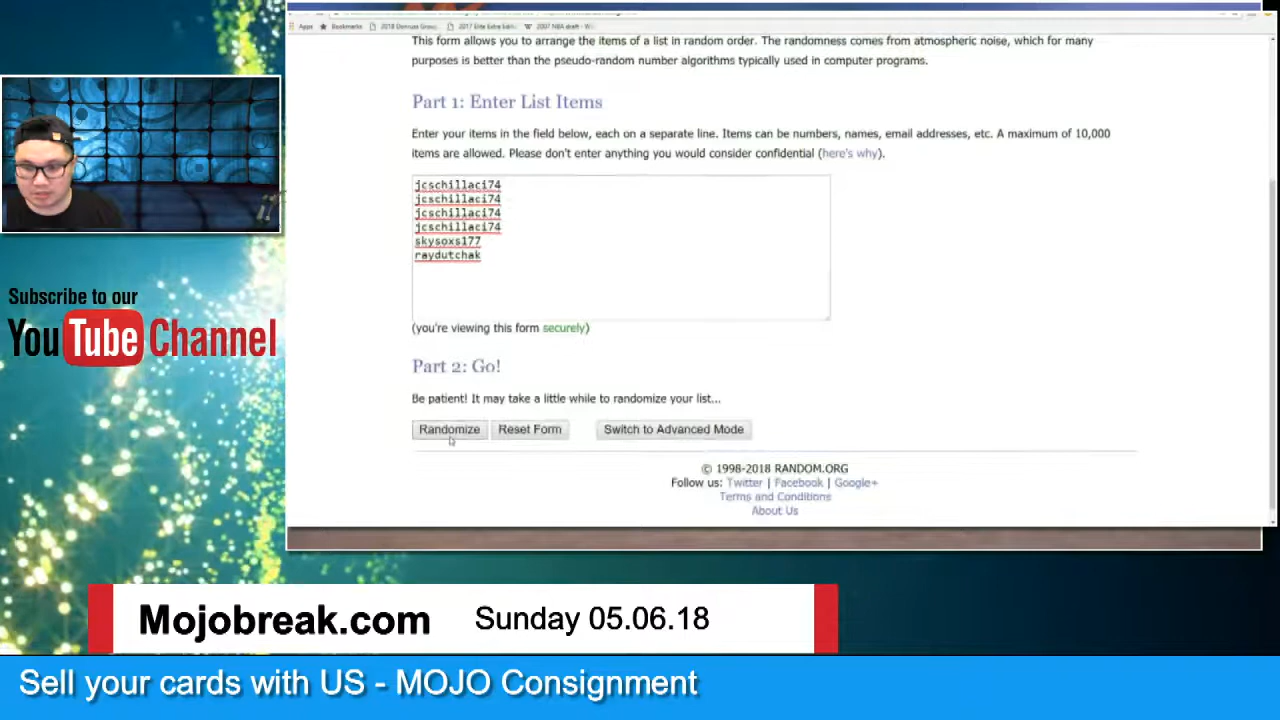 Apps
Bookmarks
This form allows you to arrange the items of a list in random order. The randomness comes from atmospheric noise, which for many
purposes is better than the pseudo-random number algorithms typically used in computer programs.
Part 1: Enter List Items
Enter your items in the field below, each on a separate line. Items can be numbers, names, email addresses, etc. A maximum of 10,000
items are allowed. Please don't enter anything you would consider confidential (here's why).
jcschillaci74
jcschillaci74
jcschillaci74
jcschillaci74
skysoxs177
raydutchak
(you're viewing this form securely)
Part 2: Go!
Be patient! It may take a little while to randomize your list...
Randomize Reset Form Switch to Advanced Mode
© 1998-2018 RANDOM.ORG
Follow us: Twitter | Facebook | Google+
Terms and Conditions
About Us
Subscribe to our
YouTube Channel
Mojobreak.com Sunday 05.06.18
Sell your cards with US - MOJO Consignment